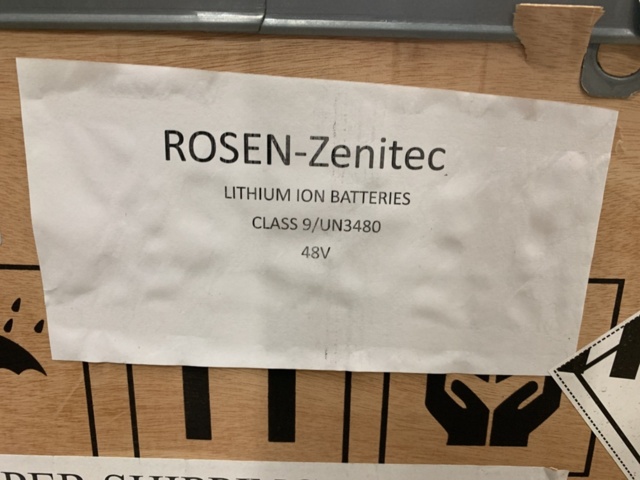 ROSEN-Zenitec
LITHIUM ION BATTERIES
CLASS 9/UN3480
48V